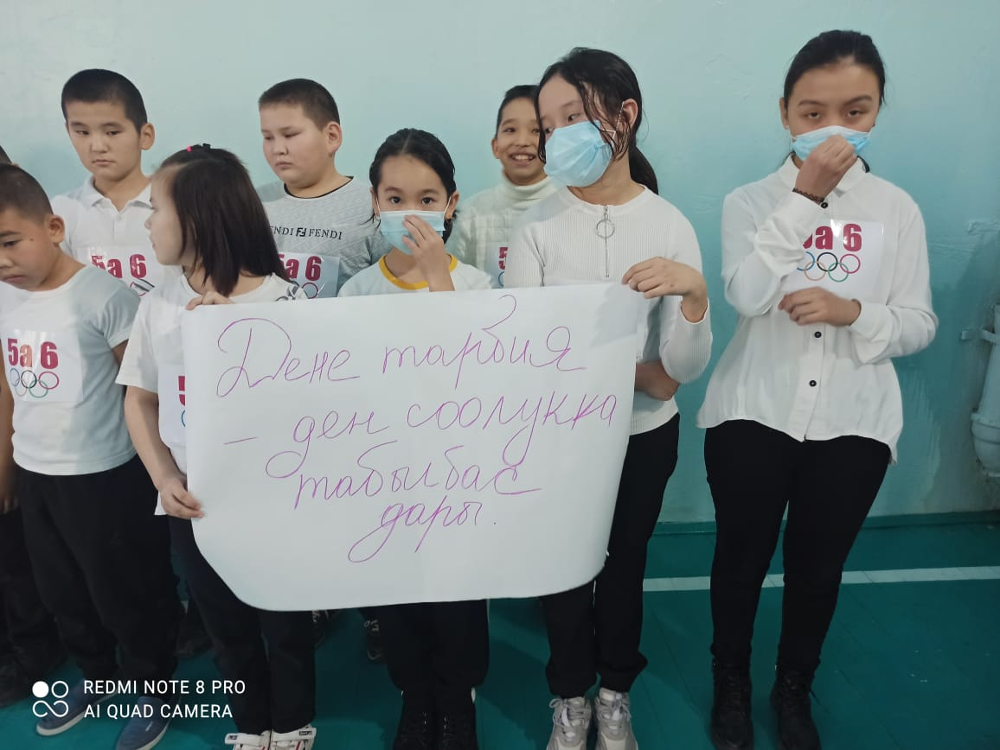 Дене тарбия
– ден соолукка
табылбас
дары.
5а 6
5а 6
5а 6
5а 6
FENDI FENDI
REDMI NOTE 8 PRO
AI QUAD CAMERA